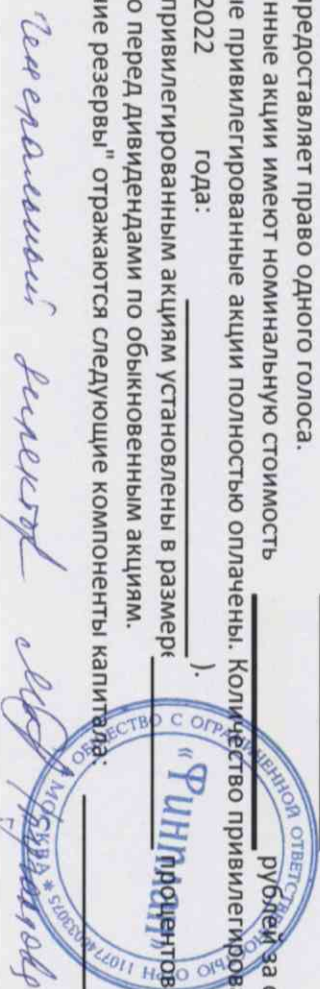 предоставляет право одного голоса.
нные акции имеют номинальную стоимость рублей за
е привилегированные акции полностью оплачены. Количество привилегиров
2022 года: ).
привилегированным акциям установлены в размере процентов
о перед дивидендами по обыкновенным акциям.
ие резервы" отражаются следующие компоненты капитала:
Генеральный директор
ОБЩЕСТВО С ОГРАНИЧЕННОЙ ОТВЕТСТВЕННОСТЬЮ
ОГРН 1107746033075
* МОСКВА *